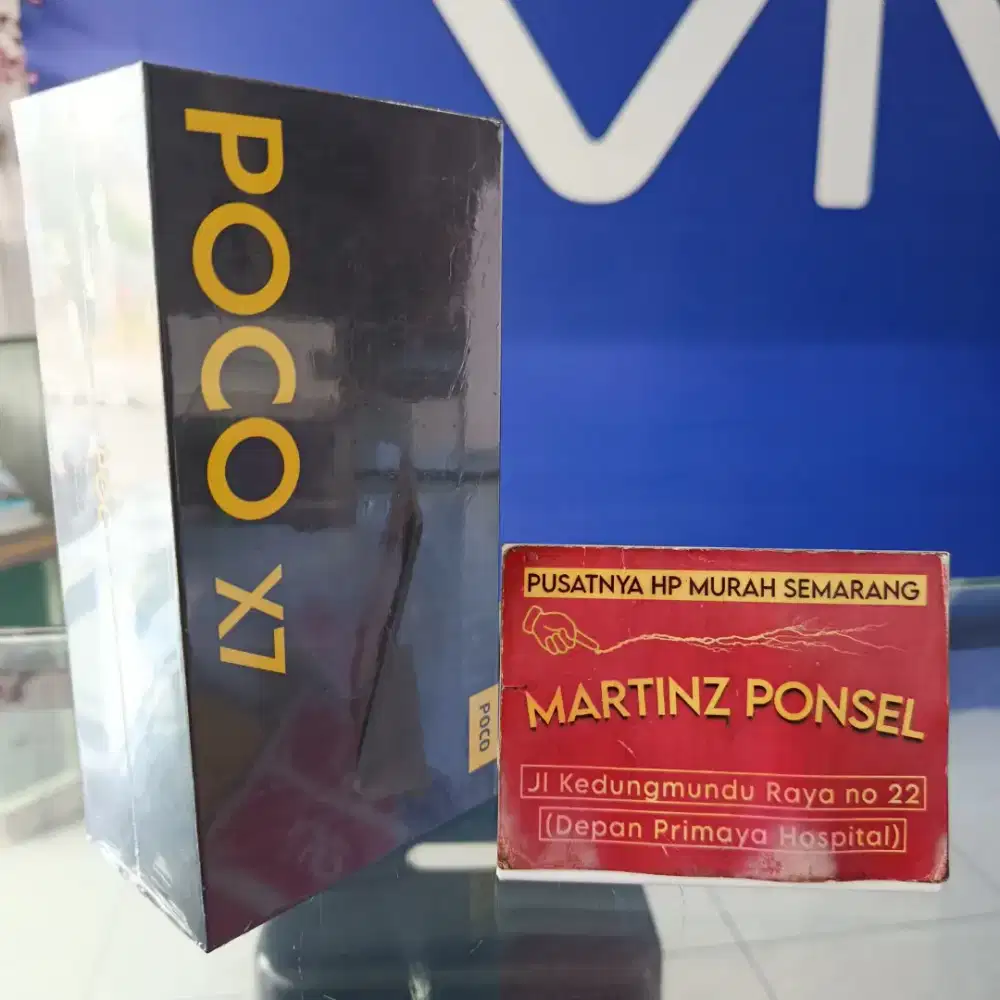 POCO X7
POCO
PUSATNYA HP MURAH SEMARANG
MARTINZ PONSEL
Jl Kedungmundu Raya no 22
(Depan Primaya Hospital)